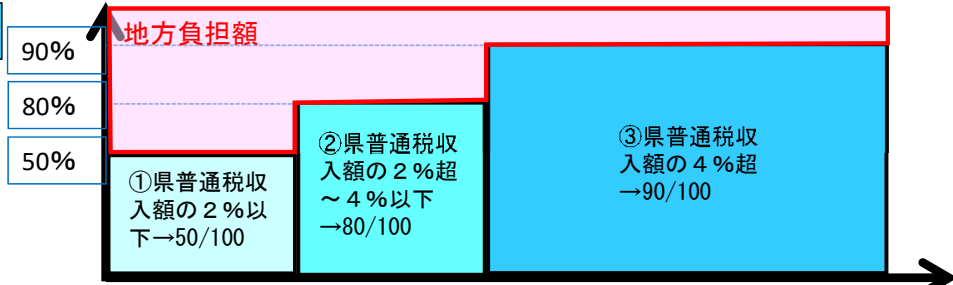 地方負担額
90%
80%
50%
①県普通税収
入額の２%以
下→50/100
②県普通税収
入額の２%超
～４%以下
→80/100
③県普通税収
入額の４%超
→90/100